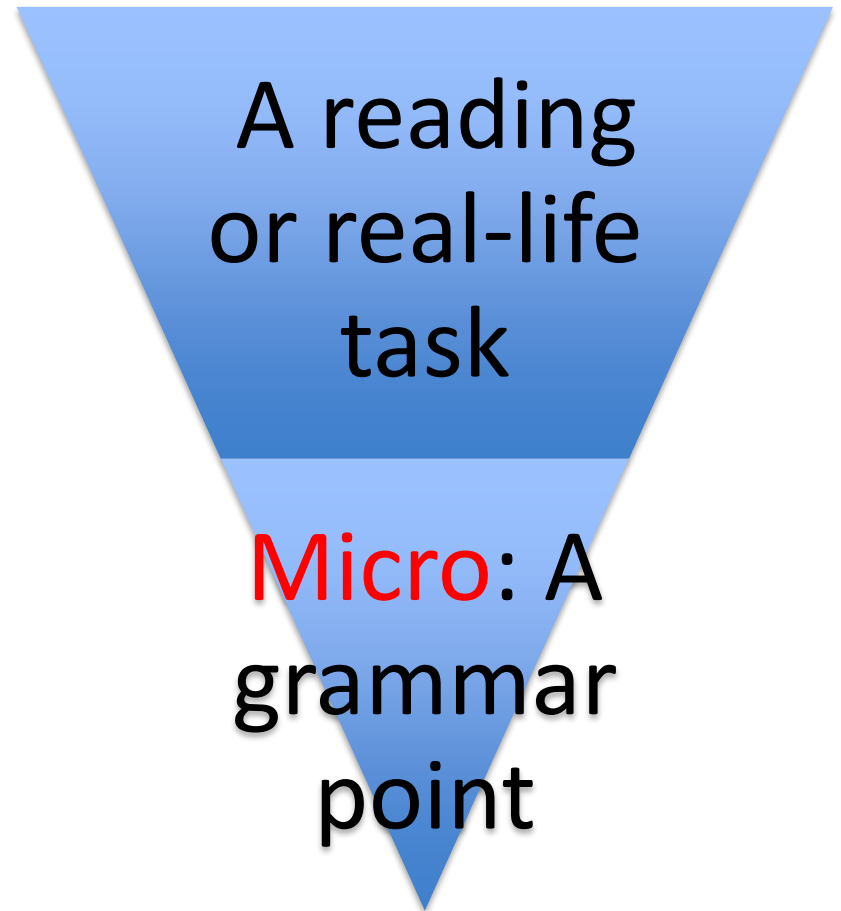 A reading
or real-life
task
Micro: A
grammar
point